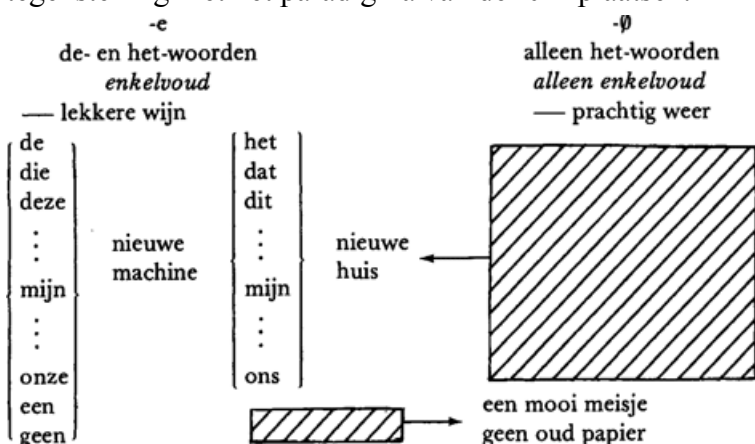 -e
de- en het-woorden
enkelvoud
— lekkere wijn
de
die
deze
mijn
onze
een
geen
nieuwe
machine
het
dat
dit
mijn
ons
nieuwe
huis
-Ø
alleen het-woorden
alleen enkelvoud
— prachtig weer
een mooi meisje
geen oud papier